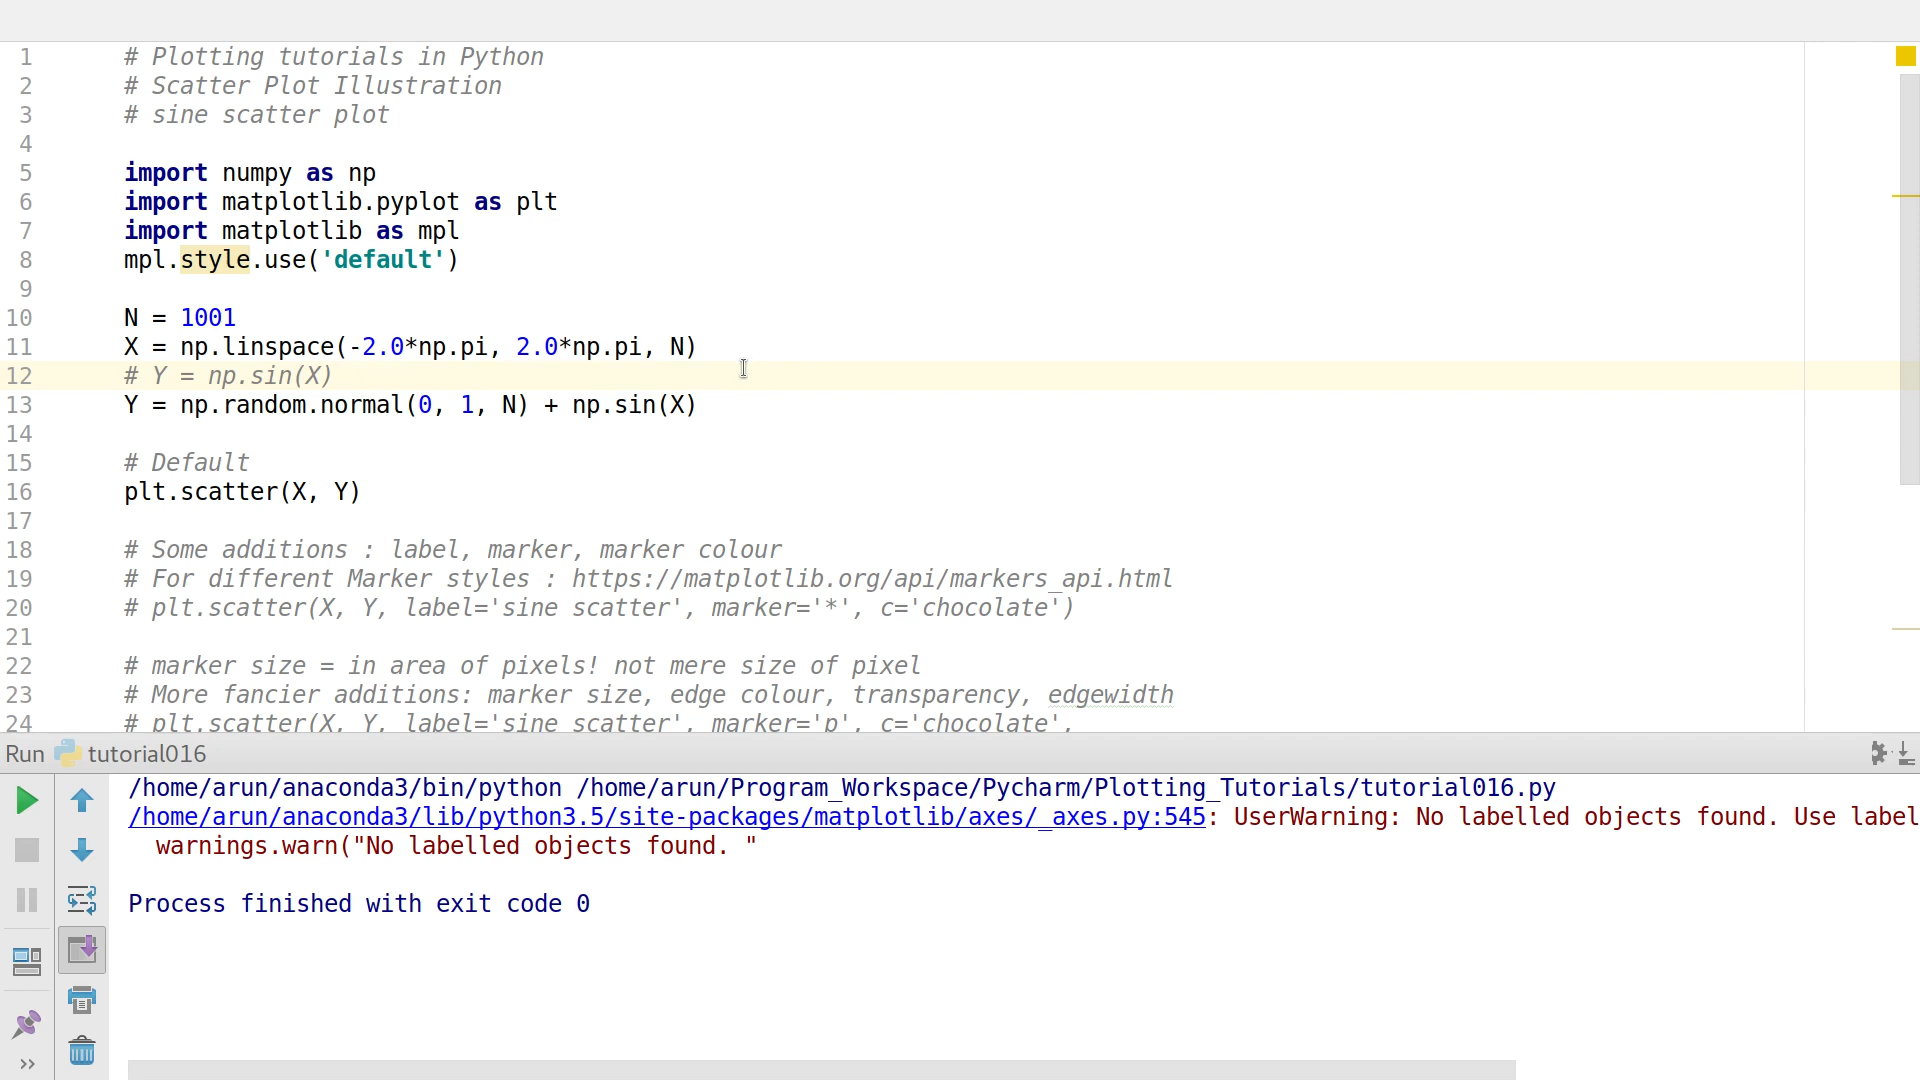 1 # Plotting tutorials in Python
2 # Scatter Plot Illustration
3 # sine scatter plot
4
5 import numpy as np
6 import matplotlib.pyplot as plt
7 import matplotlib as mpl
8 mpl.style.use('default')
9
10 N = 1001
11 X = np.linspace(-2.0*np.pi, 2.0*np.pi, N)
12 # Y = np.sin(X)
13 Y = np.random.normal(0, 1, N) + np.sin(X)
14
15 # Default
16 plt.scatter(X, Y)
17
18 # Some additions : label, marker, marker colour
19 # For different Marker styles : https://matplotlib.org/api/markers_api.html
20 # plt.scatter(X, Y, label='sine scatter', marker='*', c='chocolate')
21
22 # marker size = in area of pixels! not mere size of pixel
23 # More fancier additions: marker size, edge colour, transparency, edgewidth
24 # plt.scatter(X, Y, label='sine scatter', marker='p', c='chocolate',
Run tutorial016
/home/arun/anaconda3/bin/python /home/arun/Program_Workspace/Pycharm/Plotting_Tutorials/tutorial016.py
/home/arun/anaconda3/lib/python3.5/site-packages/matplotlib/axes/_axes.py:545: UserWarning: No labelled objects found. Use label
warnings.warn("No labelled objects found. "
Process finished with exit code 0